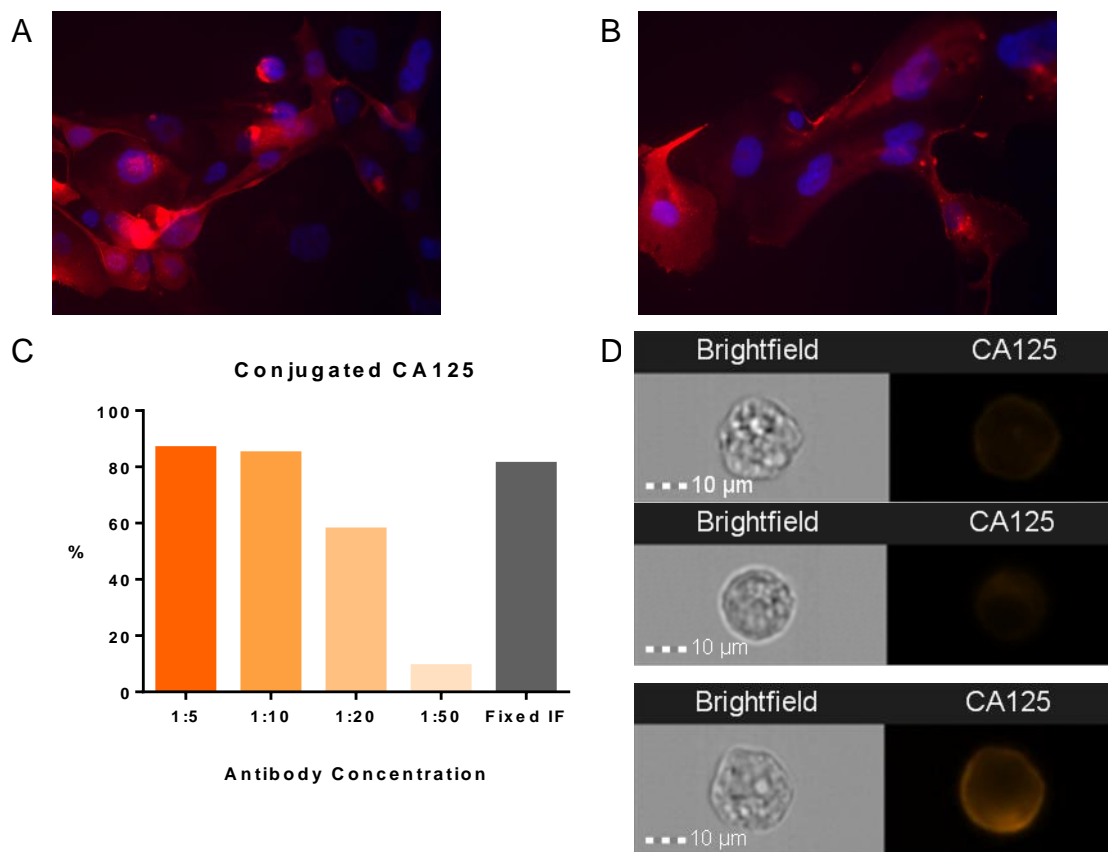 A
B
C
Conjugated CA125
100
80
60
%
40
20
0
1:5 1:10 1:20 1:50 Fixed IF
Antibody Concentration
D
Brightfield CA125
10 µm
Brightfield CA125
10 µm
Brightfield CA125
10 µm